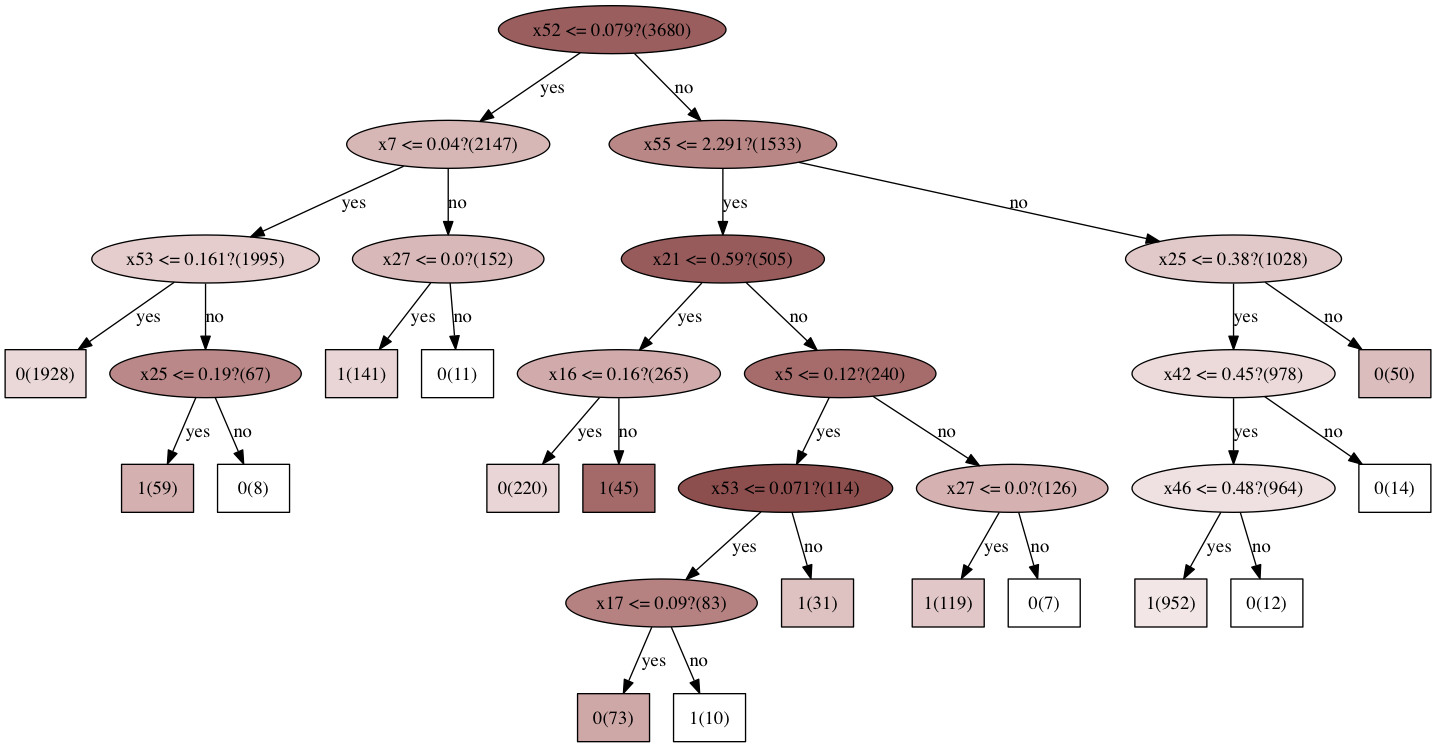 x52 <= 0.079?(3680)
yes
no
x7 <= 0.04?(2147)
x55 <= 2.291?(1533)
yes
no
yes
no
x53 <= 0.161?(1995)
x27 <= 0.0?(152)
x21 <= 0.59?(505)
x25 <= 0.38?(1028)
yes
no
yes
no
yes
no
yes
no
0(1928)
x25 <= 0.19?(67)
1(141)
0(11)
x16 <= 0.16?(265)
x5 <= 0.12?(240)
x42 <= 0.45?(978)
0(50)
yes
no
yes
no
yes
no
yes
no
1(59)
0(8)
0(220)
1(45)
x53 <= 0.071?(114)
x27 <= 0.0?(126)
x46 <= 0.48?(964)
0(14)
yes
no
yes
no
yes
no
x17 <= 0.09?(83)
1(31)
1(119)
0(7)
1(952)
0(12)
yes
no
0(73)
1(10)